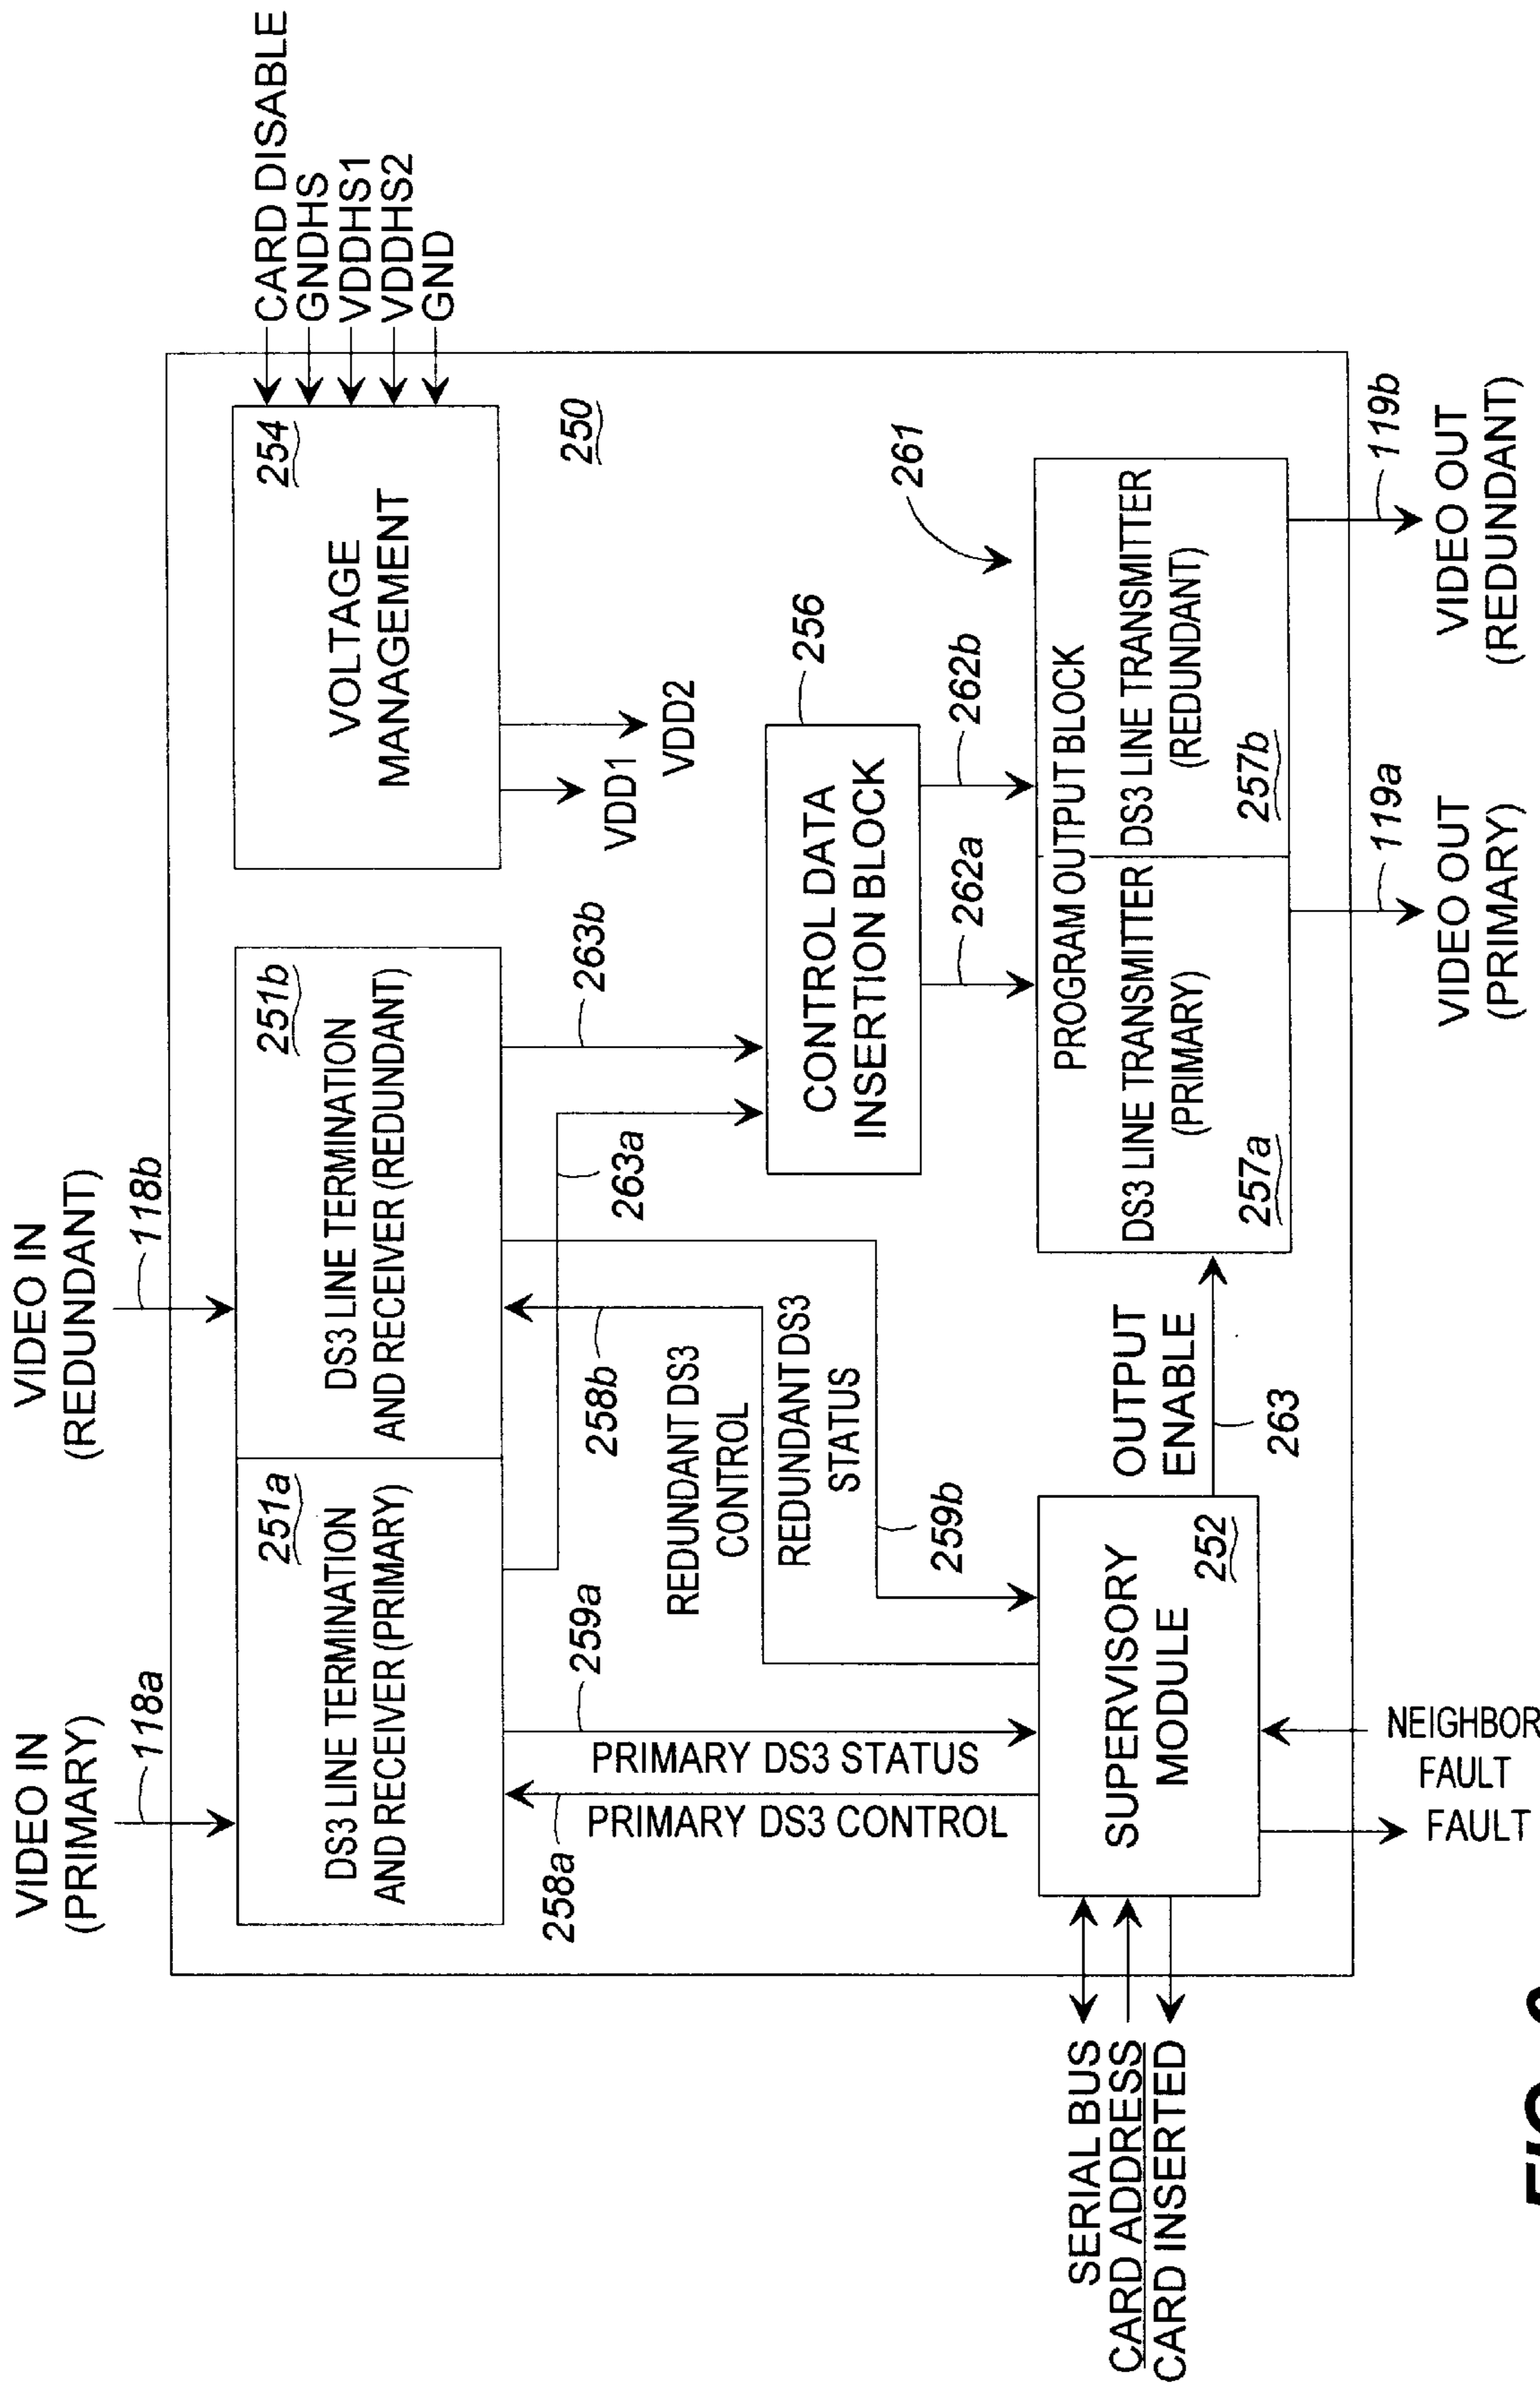 VIDEO IN
(PRIMARY)
118a
VIDEO IN
(REDUNDANT)
118b
251a
DS3 LINE TERMINATION
AND RECEIVER (PRIMARY)
251b
DS3 LINE TERMINATION
AND RECEIVER (REDUNDANT)
254
VOLTAGE
MANAGEMENT
CARD DISABLE
GNDHS
VDDHS1
VDDHS2
GND
VDD1
VDD2
250
258a
259a
PRIMARY DS3 STATUS
PRIMARY DS3 CONTROL
258b
REDUNDANT DS3
CONTROL
REDUNDANT DS3
STATUS
259b
263a
263b
256
CONTROL DATA
INSERTION BLOCK
262a
262b
261
SUPERVISORY
MODULE
252
OUTPUT
ENABLE
263
PROGRAM OUTPUT BLOCK
DS3 LINE TRANSMITTER
(PRIMARY)
257a
DS3 LINE TRANSMITTER
(REDUNDANT)
257b
SERIAL BUS
CARD ADDRESS
CARD INSERTED
NEIGHBOR
FAULT
FAULT
119a
VIDEO OUT
(PRIMARY)
119b
VIDEO OUT
(REDUNDANT)